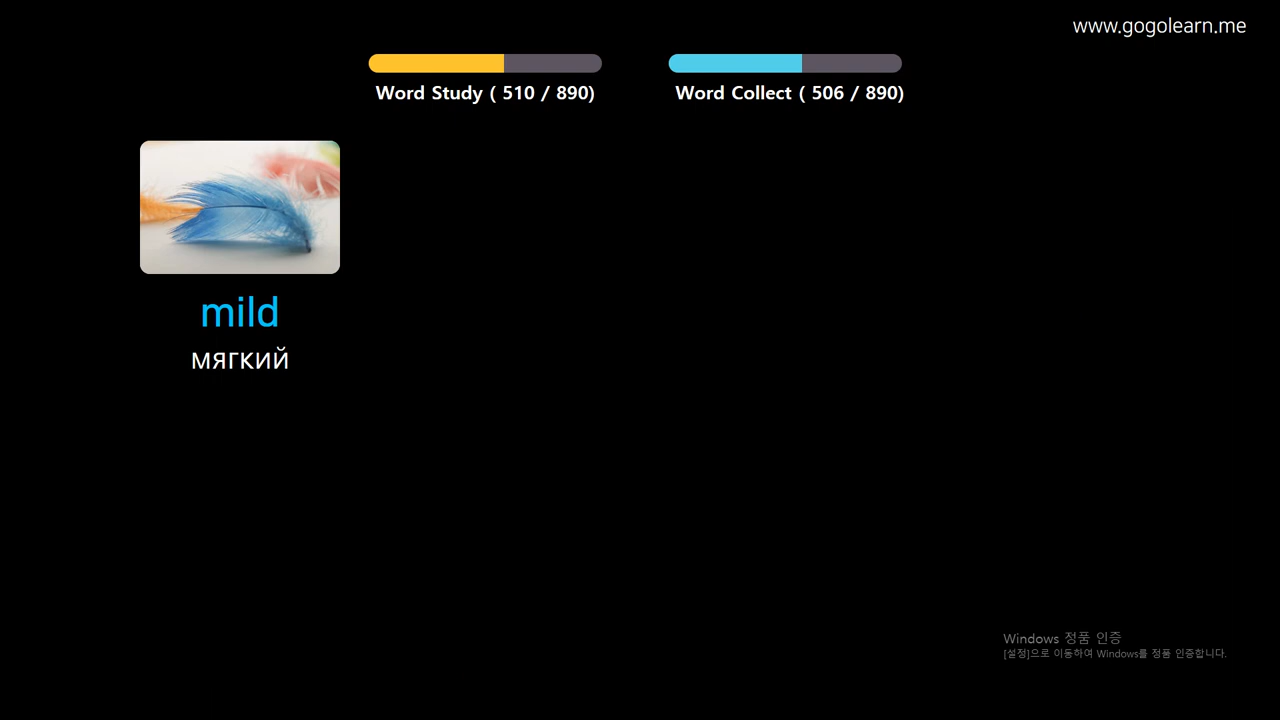 www.gogolearn.me
Word Study ( 510 / 890)
Word Collect ( 506 / 890)
mild
мягкий
Windows 정품 인증
[설정]으로 이동하여 Windows를 정품 인증합니다.